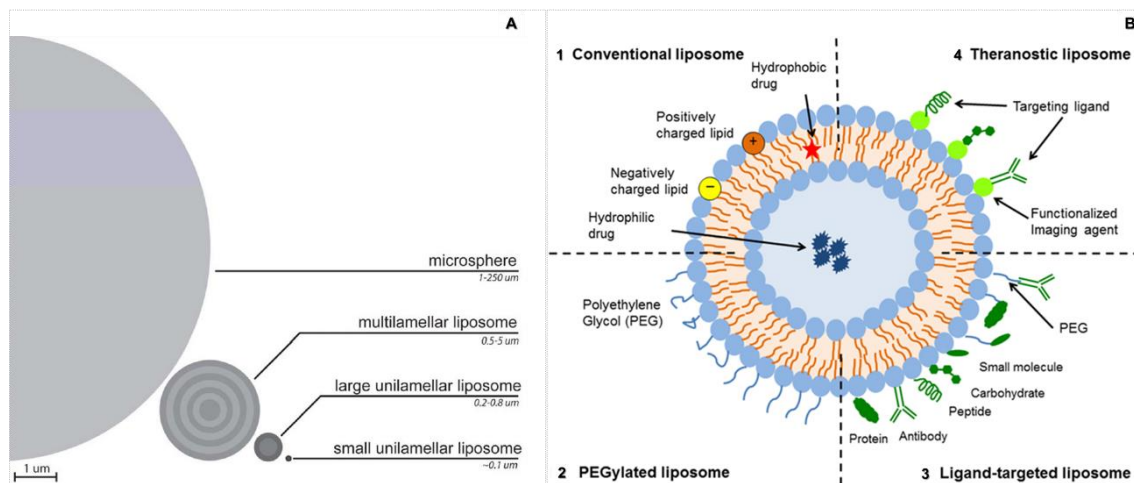 A
microsphere
1-250 um
multilamellar liposome
0.5-5 um
large unilamellar liposome
0.2-0.8 um
small unilamellar liposome
~0.1 um
1 um
B
1 Conventional liposome
4 Theranostic liposome
Hydrophobic
drug
Targeting ligand
Positively
charged lipid
+
Negatively
charged lipid
−
Hydrophilic
drug
Functionalized
Imaging agent
Polyethylene
Glycol (PEG)
PEG
Small molecule
Carbohydrate
Peptide
Antibody
Protein
2 PEGylated liposome
3 Ligand-targeted liposome